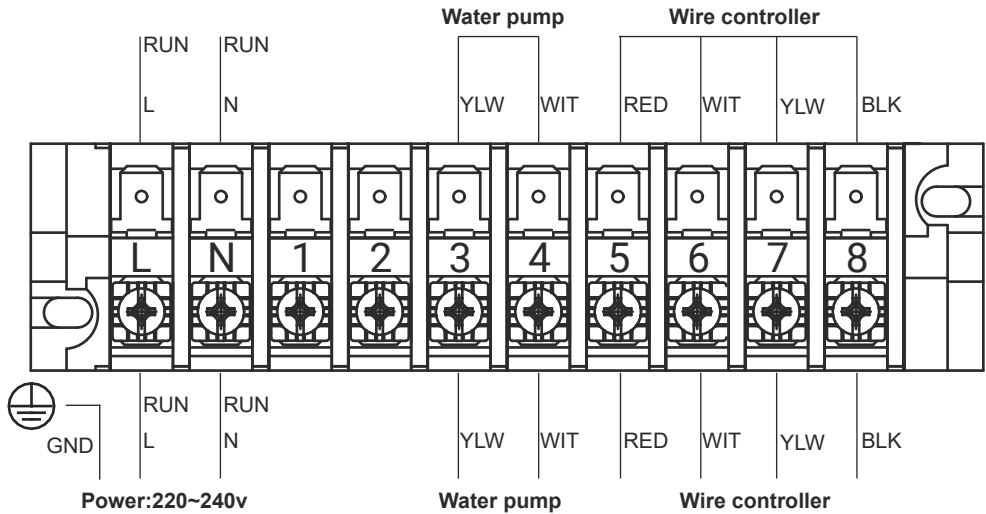 Water pump Wire controller
RUN RUN
L N YLW WIT RED WIT YLW BLK
L N 1 2 3 4 5 6 7 8
RUN RUN
GND L N YLW WIT RED WIT YLW BLK
Power:220~240v Water pump Wire controller